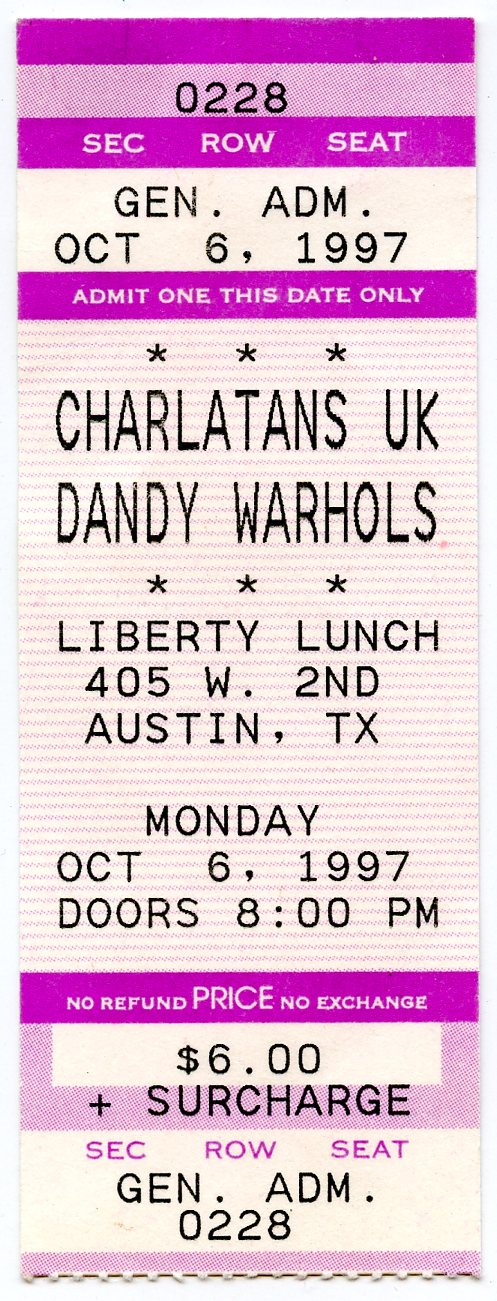 0228
SEC ROW SEAT
GEN. ADM.
OCT 6, 1997
ADMIT ONE THIS DATE ONLY
* * *
CHARLATANS UK
DANDY WARHOLS
* * *
LIBERTY LUNCH
405 W. 2ND
AUSTIN, TX
MONDAY
OCT 6, 1997
DOORS 8:00 PM
NO REFUND PRICE NO EXCHANGE
$6.00
+ SURCHARGE
SEC ROW SEAT
GEN. ADM.
0228